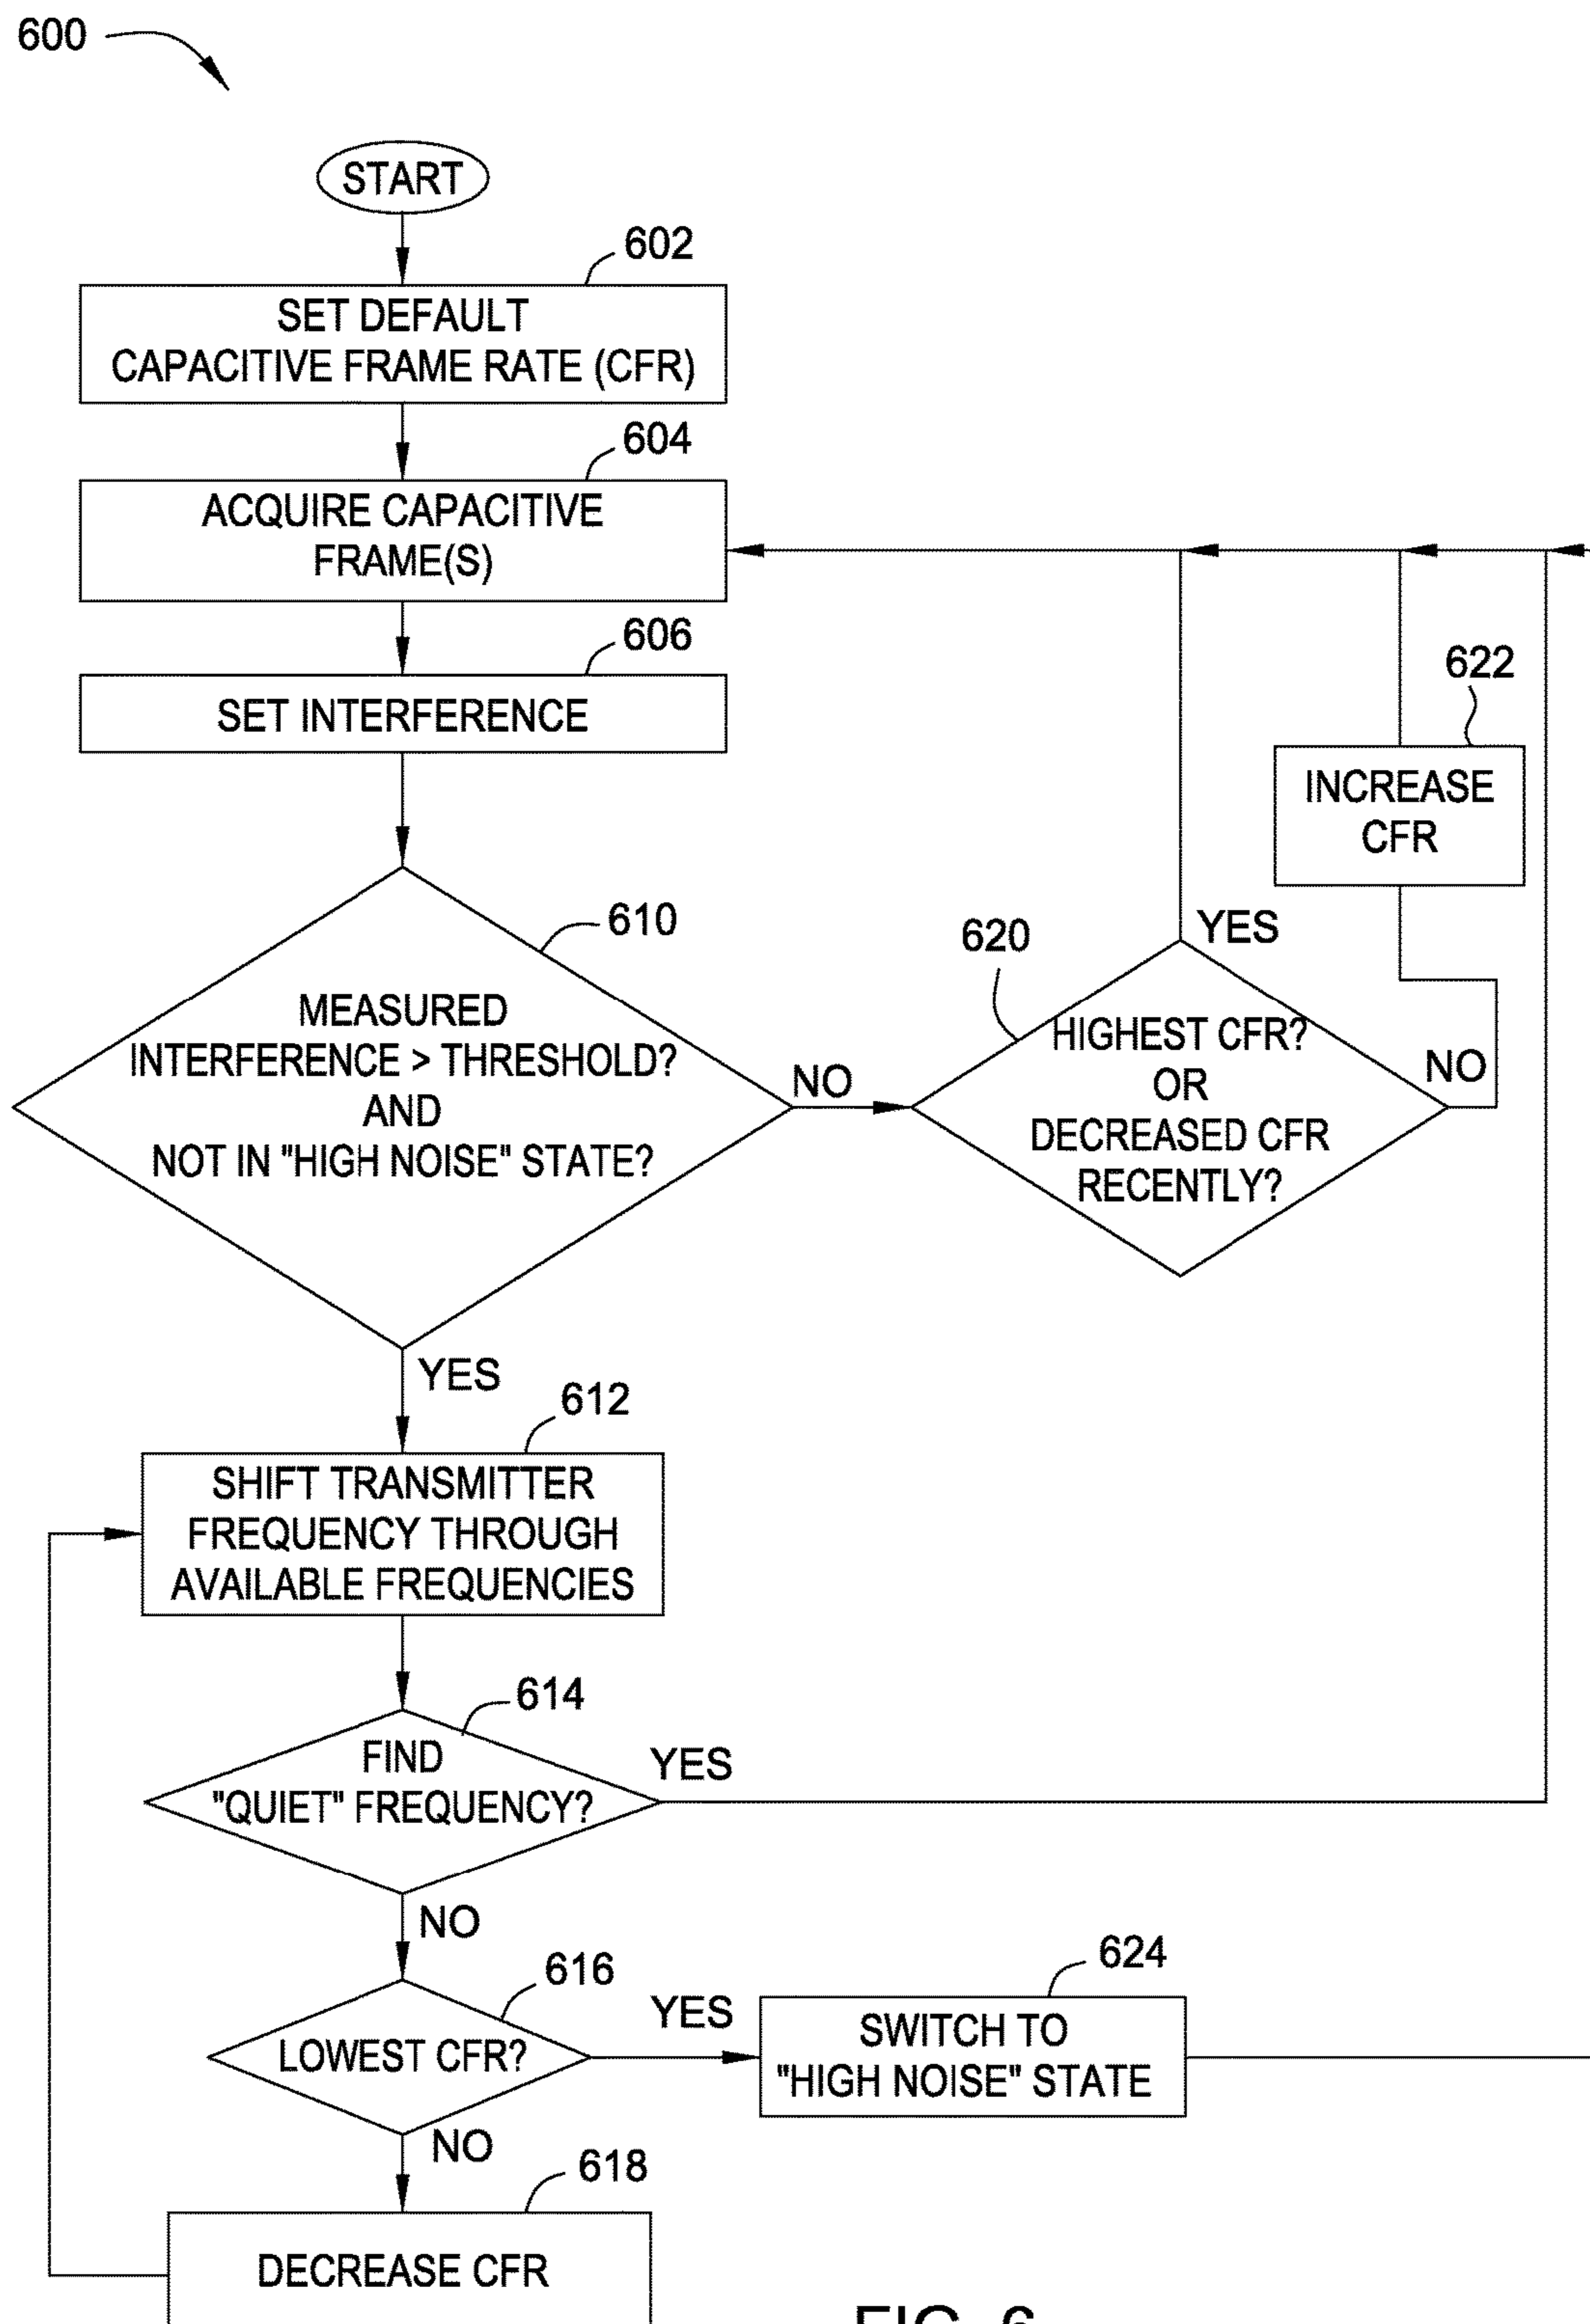 600
START
602
SET DEFAULT
CAPACITIVE FRAME RATE (CFR)
604
ACQUIRE CAPACITIVE
FRAME(S)
606
SET INTERFERENCE
622
INCREASE
CFR
610
MEASURED
INTERFERENCE > THRESHOLD?
AND
NOT IN "HIGH NOISE" STATE?
NO
620
YES
HIGHEST CFR?
OR
DECREASED CFR
RECENTLY?
NO
YES
612
SHIFT TRANSMITTER
FREQUENCY THROUGH
AVAILABLE FREQUENCIES
614
FIND
"QUIET" FREQUENCY?
YES
NO
616
LOWEST CFR?
YES
624
SWITCH TO
"HIGH NOISE" STATE
NO
618
DECREASE CFR
FIG. 6